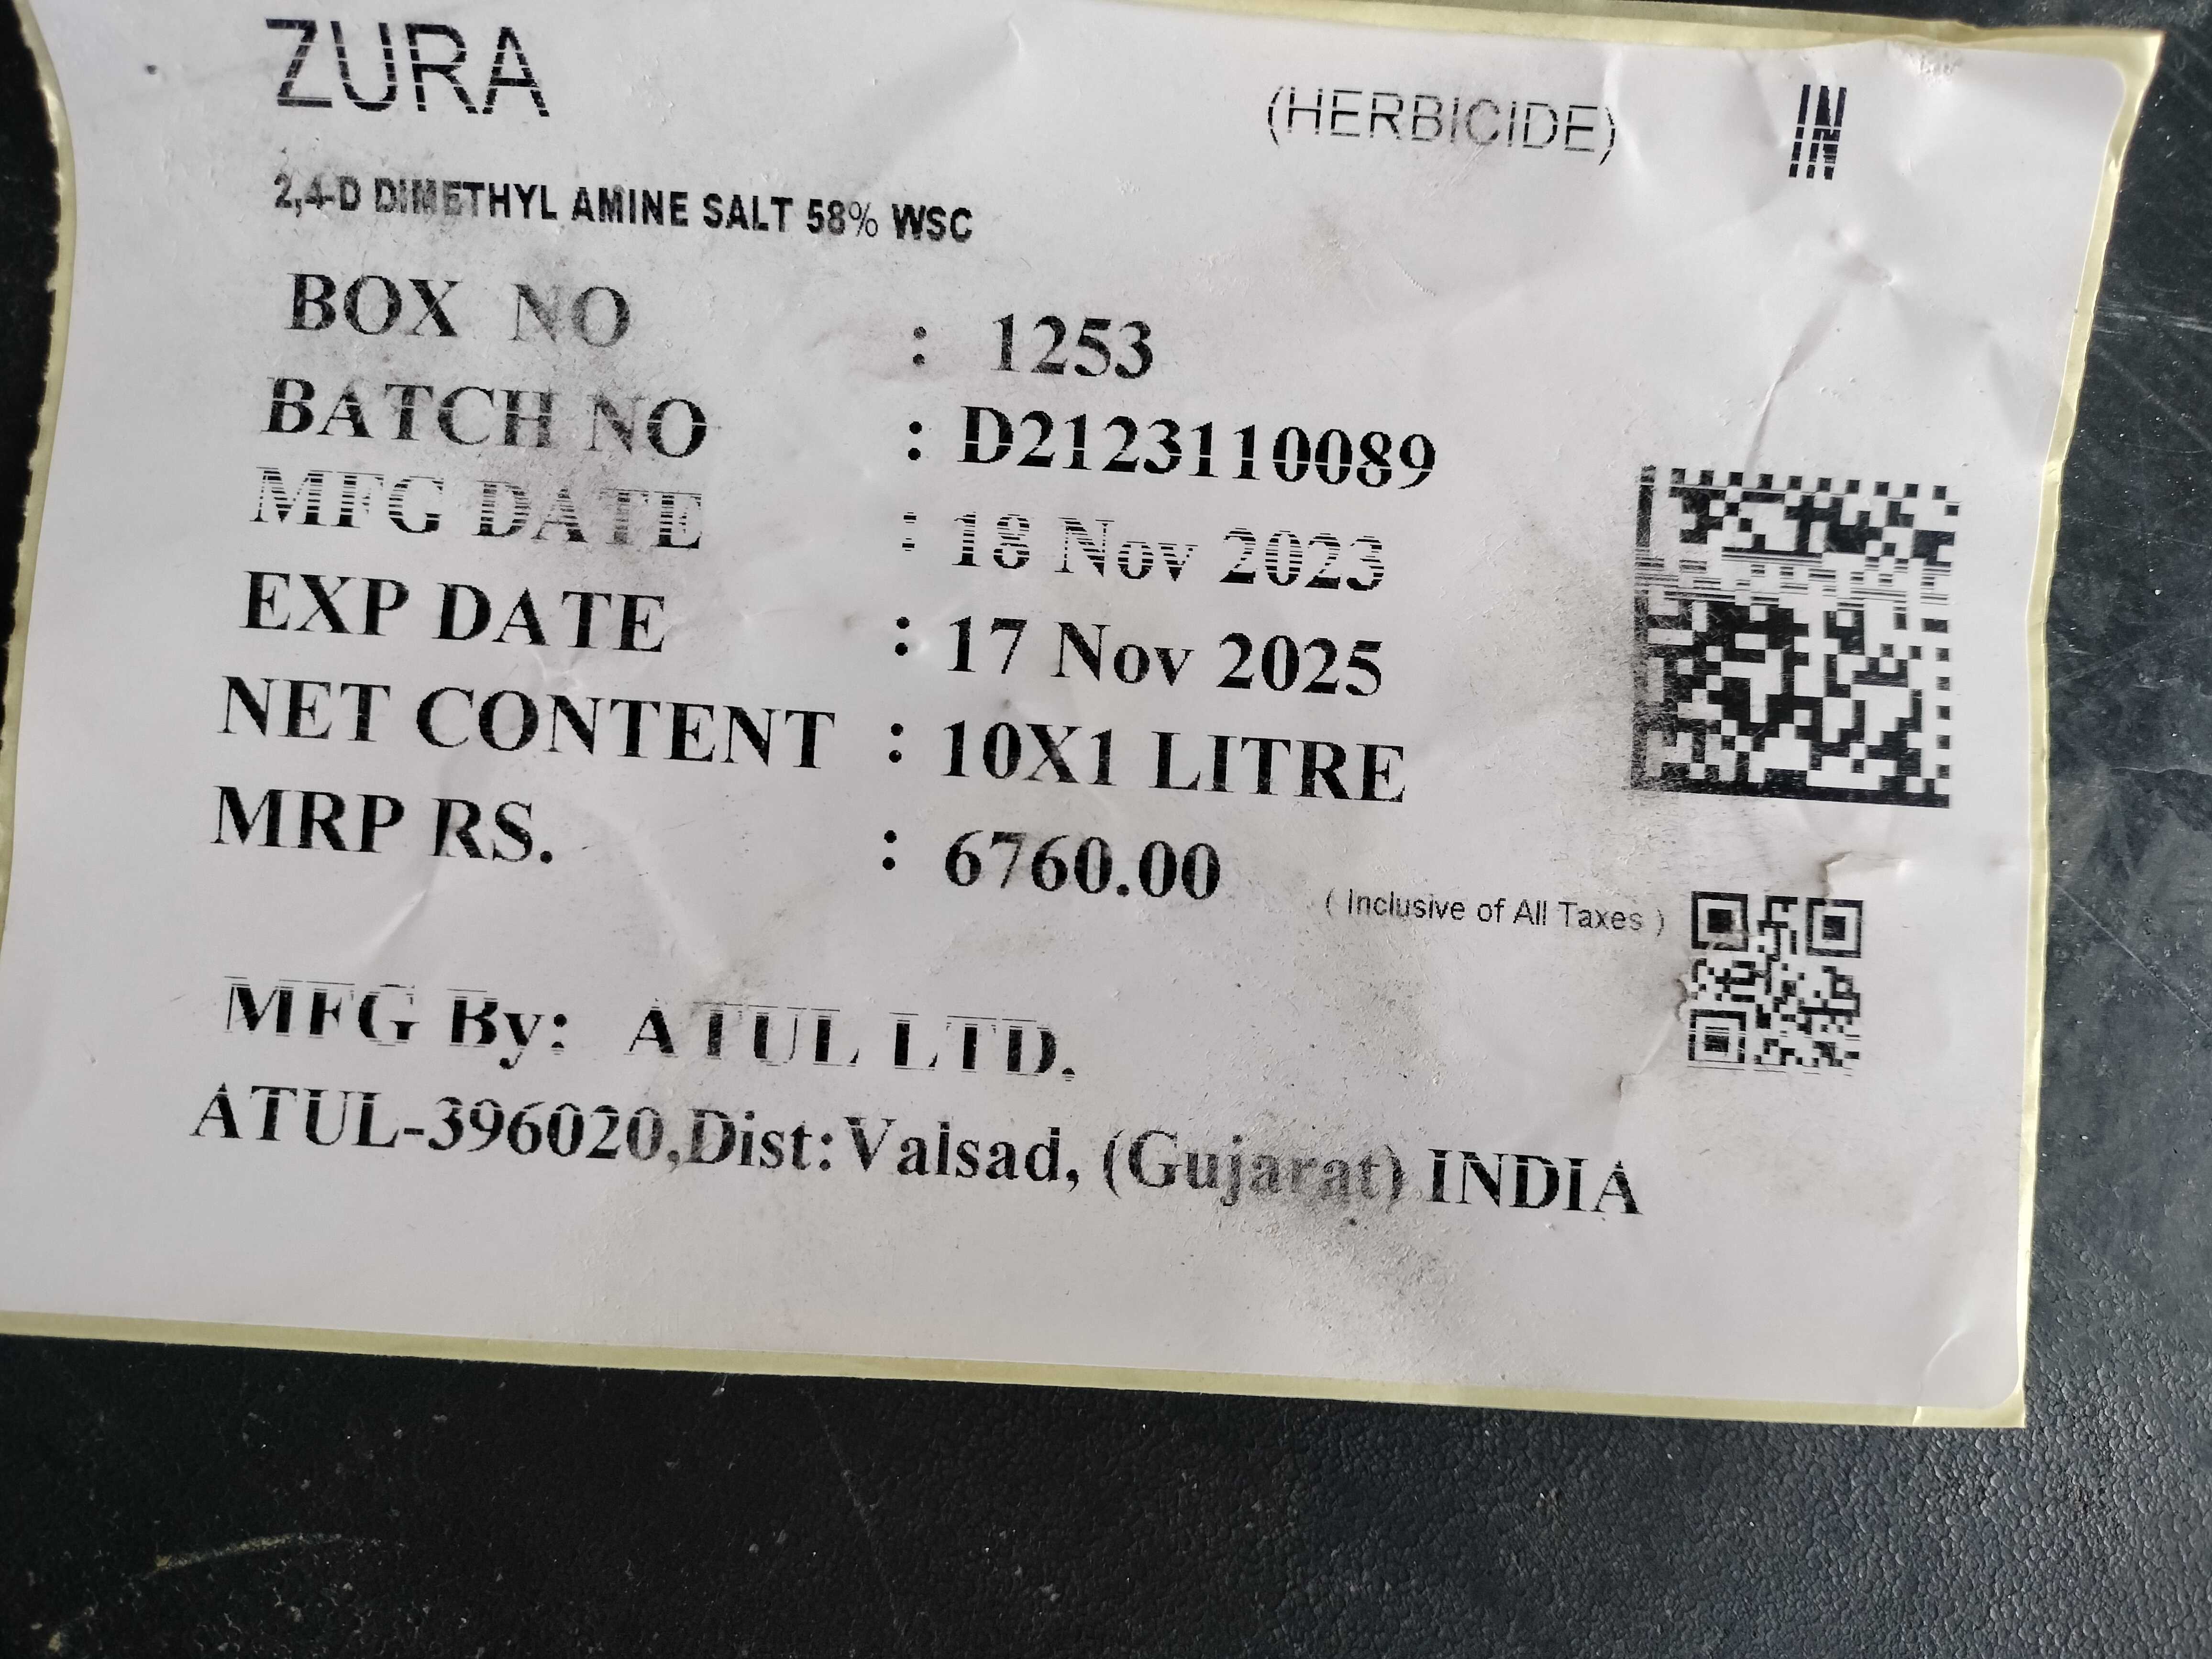 ZURA (HERBICIDE) IN
2,4-D DIMETHYL AMINE SALT 58% WSC
BOX NO : 1253
BATCH NO : D2123110089
MFG DATE : 18 Nov 2023
EXP DATE : 17 Nov 2025
NET CONTENT : 10X1 LITRE
MRP RS. : 6760.00 ( Inclusive of All Taxes )
MFG By: ATUL LTD.
ATUL-396020,Dist:Valsad, (Gujarat) INDIA